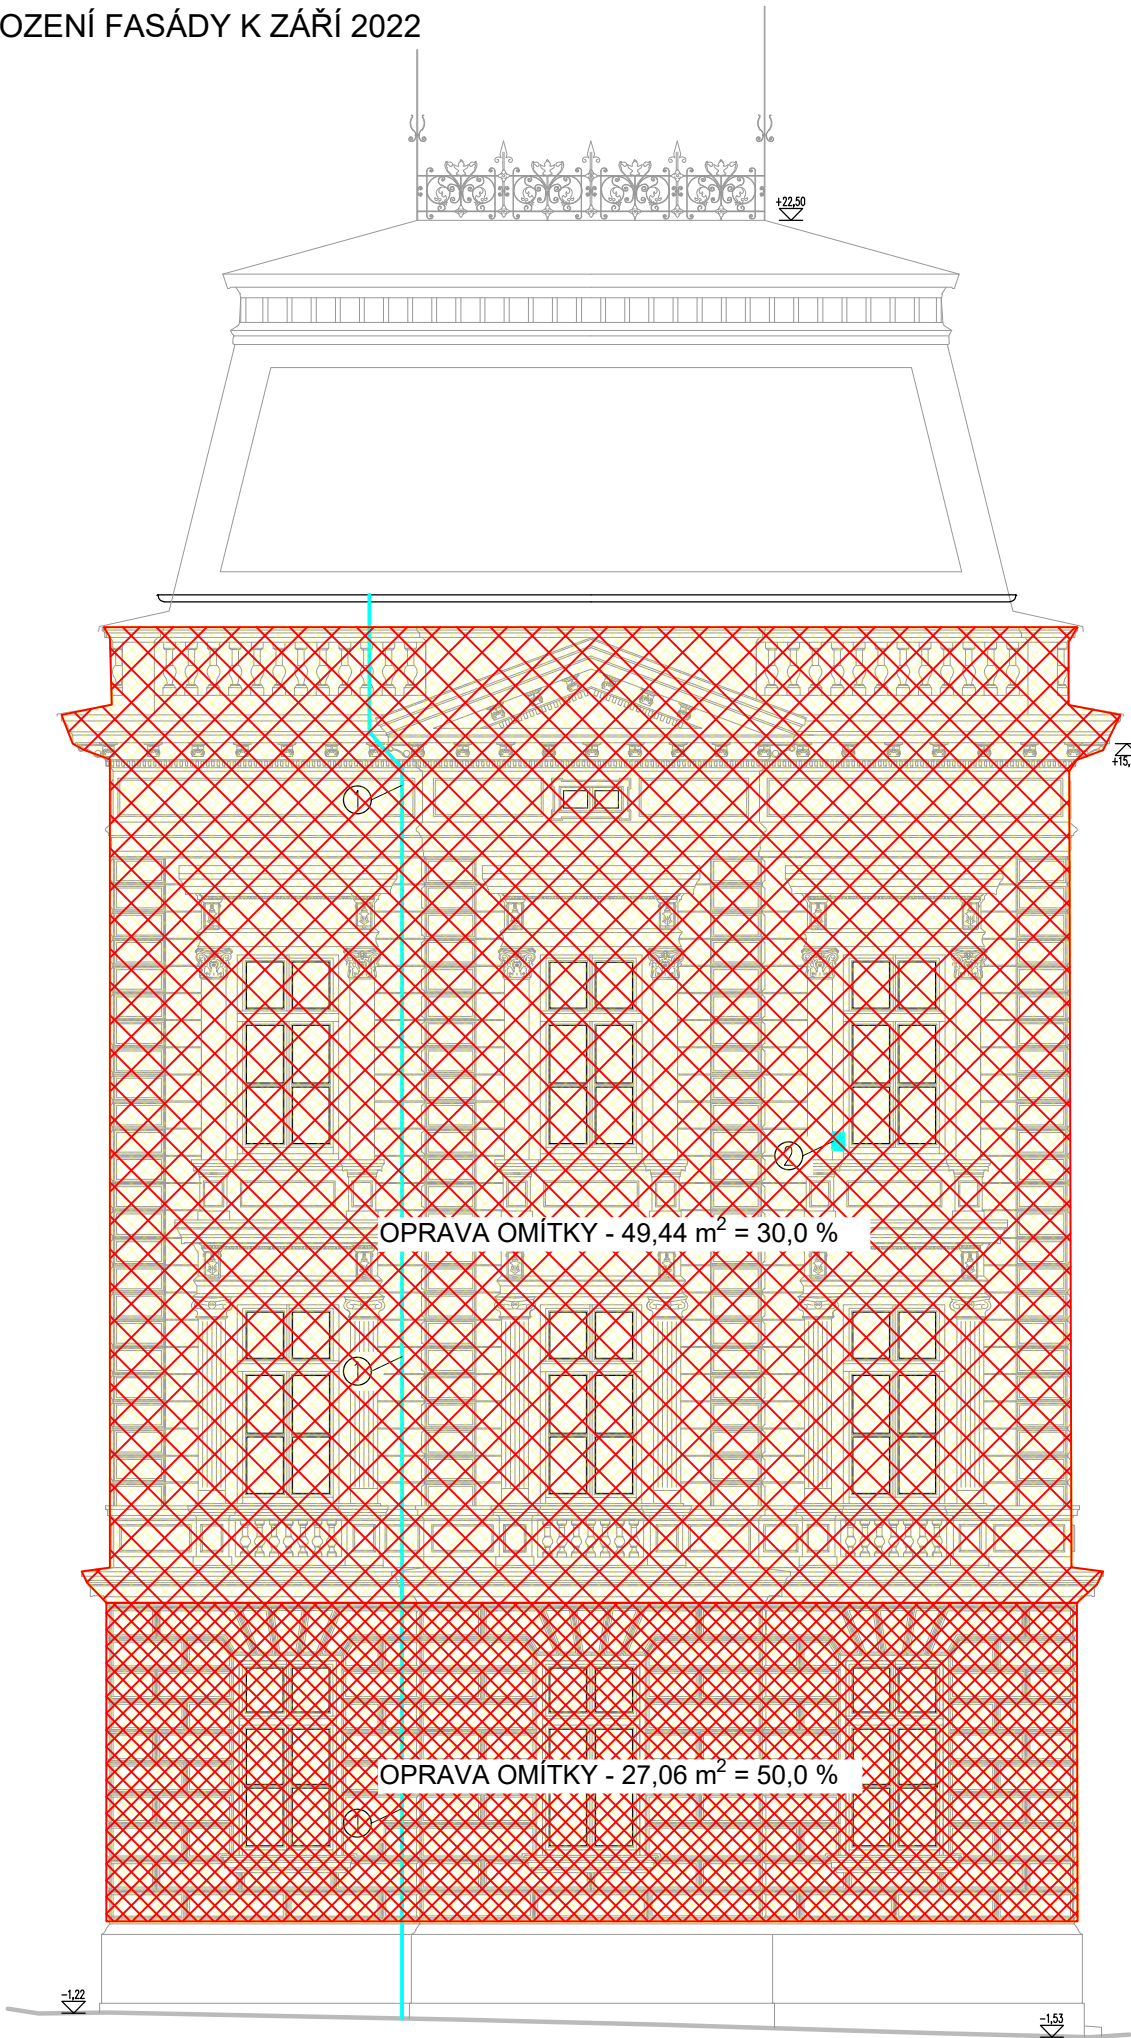 OZENÍ FASÁDY K ZÁŘÍ 2022
+22,50
+15,
1
2
OPRAVA OMÍTKY - 49,44 m² = 30,0 %
1
OPRAVA OMÍTKY - 27,06 m² = 50,0 %
1
-1,22
-1,53